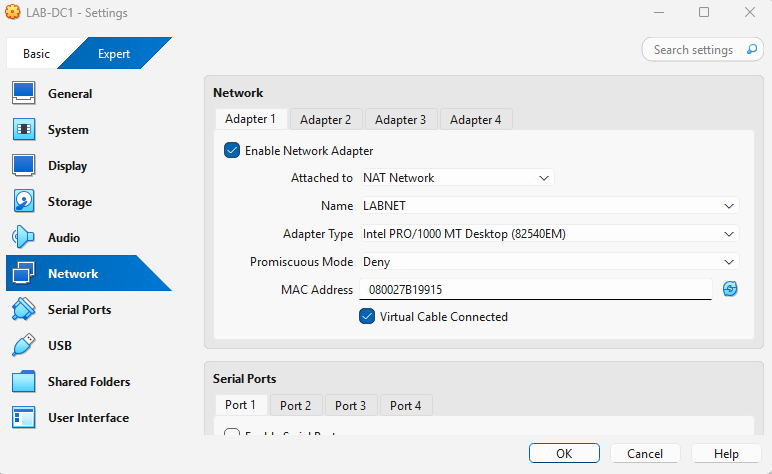 LAB-DC1 - Settings
Basic Expert Search settings
General
System
Display
Storage
Audio
Network
Serial Ports
USB
Shared Folders
User Interface
Network
Adapter 1 Adapter 2 Adapter 3 Adapter 4
Enable Network Adapter
Attached to NAT Network
Name LABNET
Adapter Type Intel PRO/1000 MT Desktop (82540EM)
Promiscuous Mode Deny
MAC Address 080027B19915
Virtual Cable Connected
Serial Ports
Port 1 Port 2 Port 3 Port 4
Enable Serial Port
OK Cancel Help